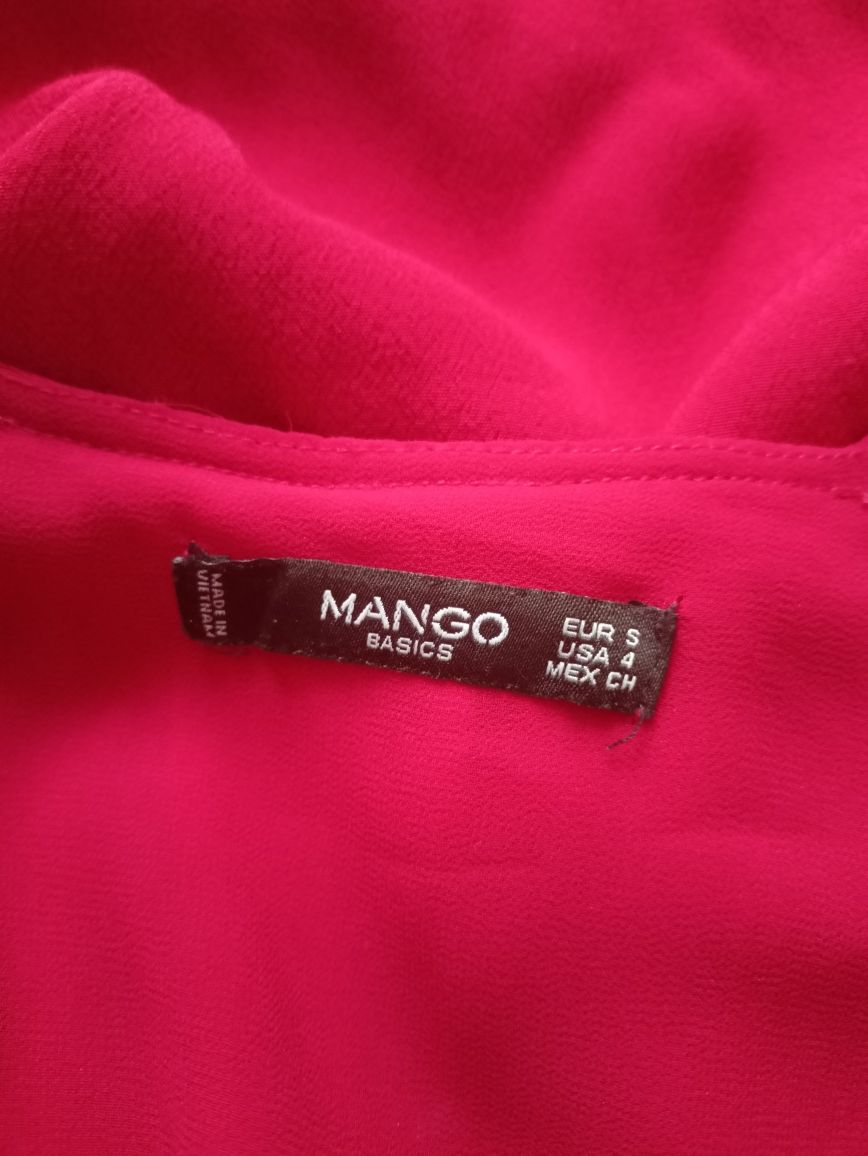 MADE IN
VIETNAM
MANGO
BASICS
EUR S
USA 4
MEX CH